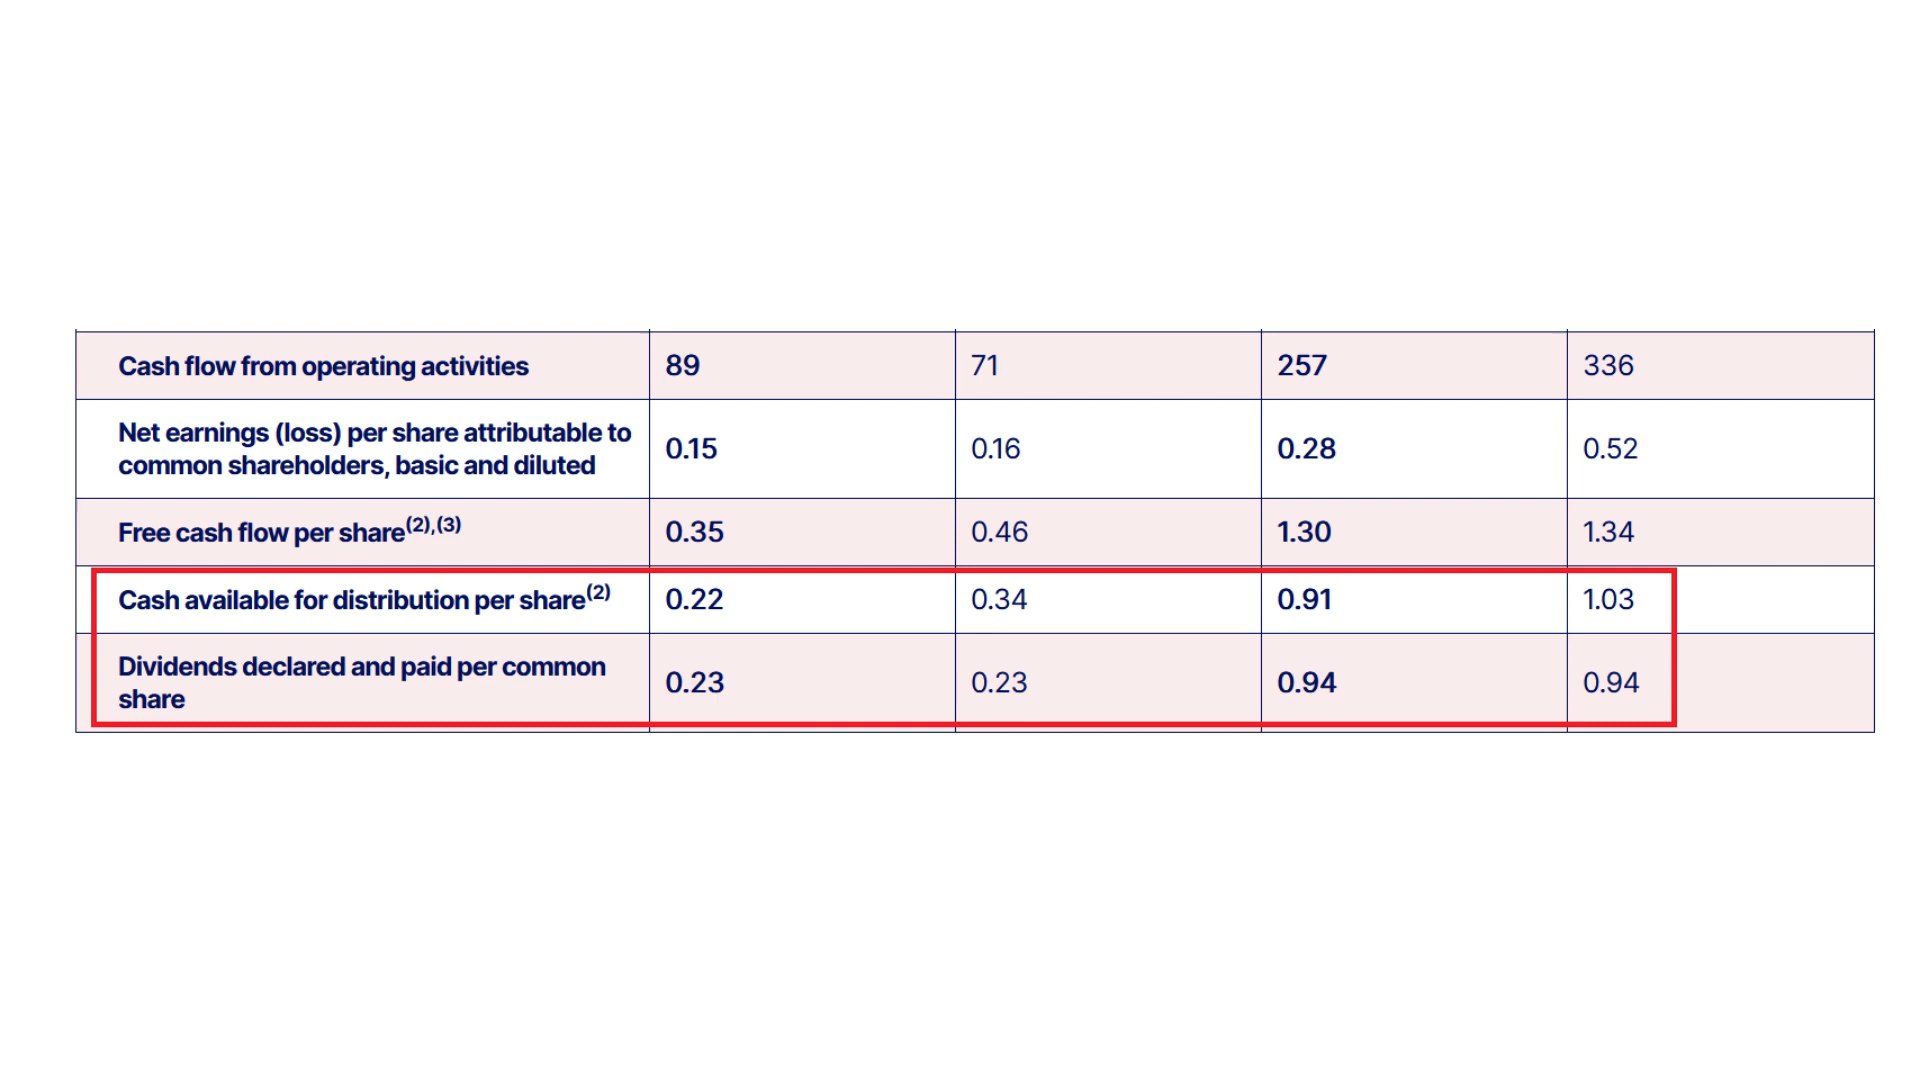 Cash flow from operating activities 89 71 257 336
Net earnings (loss) per share attributable to
common shareholders, basic and diluted 0.15 0.16 0.28 0.52
Free cash flow per share(2),(3) 0.35 0.46 1.30 1.34
Cash available for distribution per share(2) 0.22 0.34 0.91 1.03
Dividends declared and paid per common
share 0.23 0.23 0.94 0.94